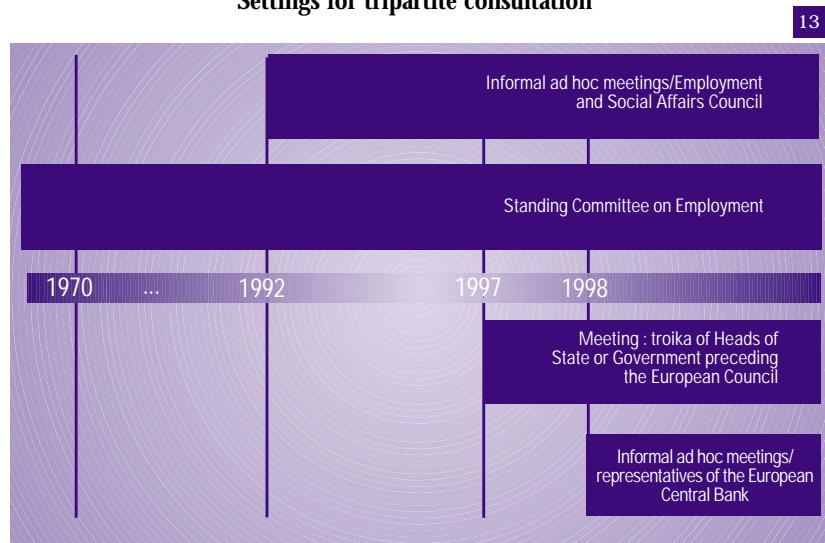 Settings for tripartite consultation
13
Informal ad hoc meetings/Employment
and Social Affairs Council
Standing Committee on Employment
1970 ... 1992 1997 1998
Meeting : troika of Heads of
State or Government preceding
the European Council
Informal ad hoc meetings/
representatives of the European
Central Bank